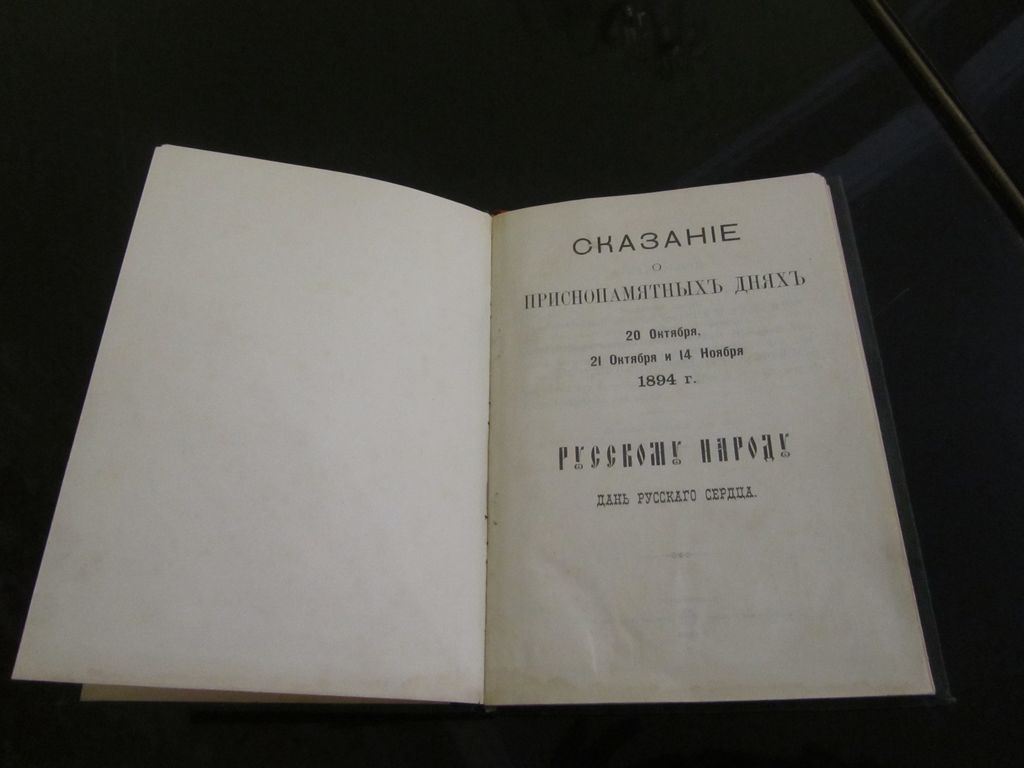 СКАЗАНІЕ
О
ПРИСНОПАМЯТНЫХЪ ДНЯХЪ
20 Октября,
21 Октября и 14 Ноября
1894 г.
РУССКОМУ НАРОДУ
ДАНЬ РУССКАГО СЕРДЦА.